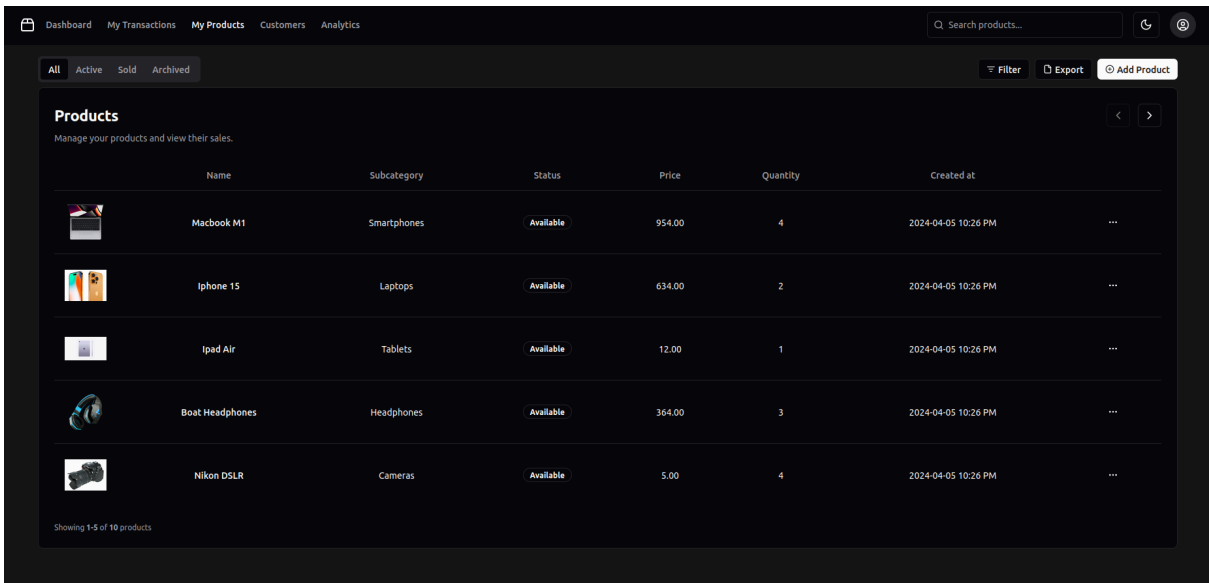 Dashboard My Transactions My Products Customers Analytics Search products...
All Active Sold Archived Filter Export Add Product
Products
Manage your products and view their sales.
Name Subcategory Status Price Quantity Created at
Macbook M1 Smartphones Available 954.00 4 2024-04-05 10:26 PM ...
Iphone 15 Laptops Available 634.00 2 2024-04-05 10:26 PM ...
Ipad Air Tablets Available 12.00 1 2024-04-05 10:26 PM ...
Boat Headphones Headphones Available 364.00 3 2024-04-05 10:26 PM ...
Nikon DSLR Cameras Available 5.00 4 2024-04-05 10:26 PM ...
Showing 1-5 of 10 products